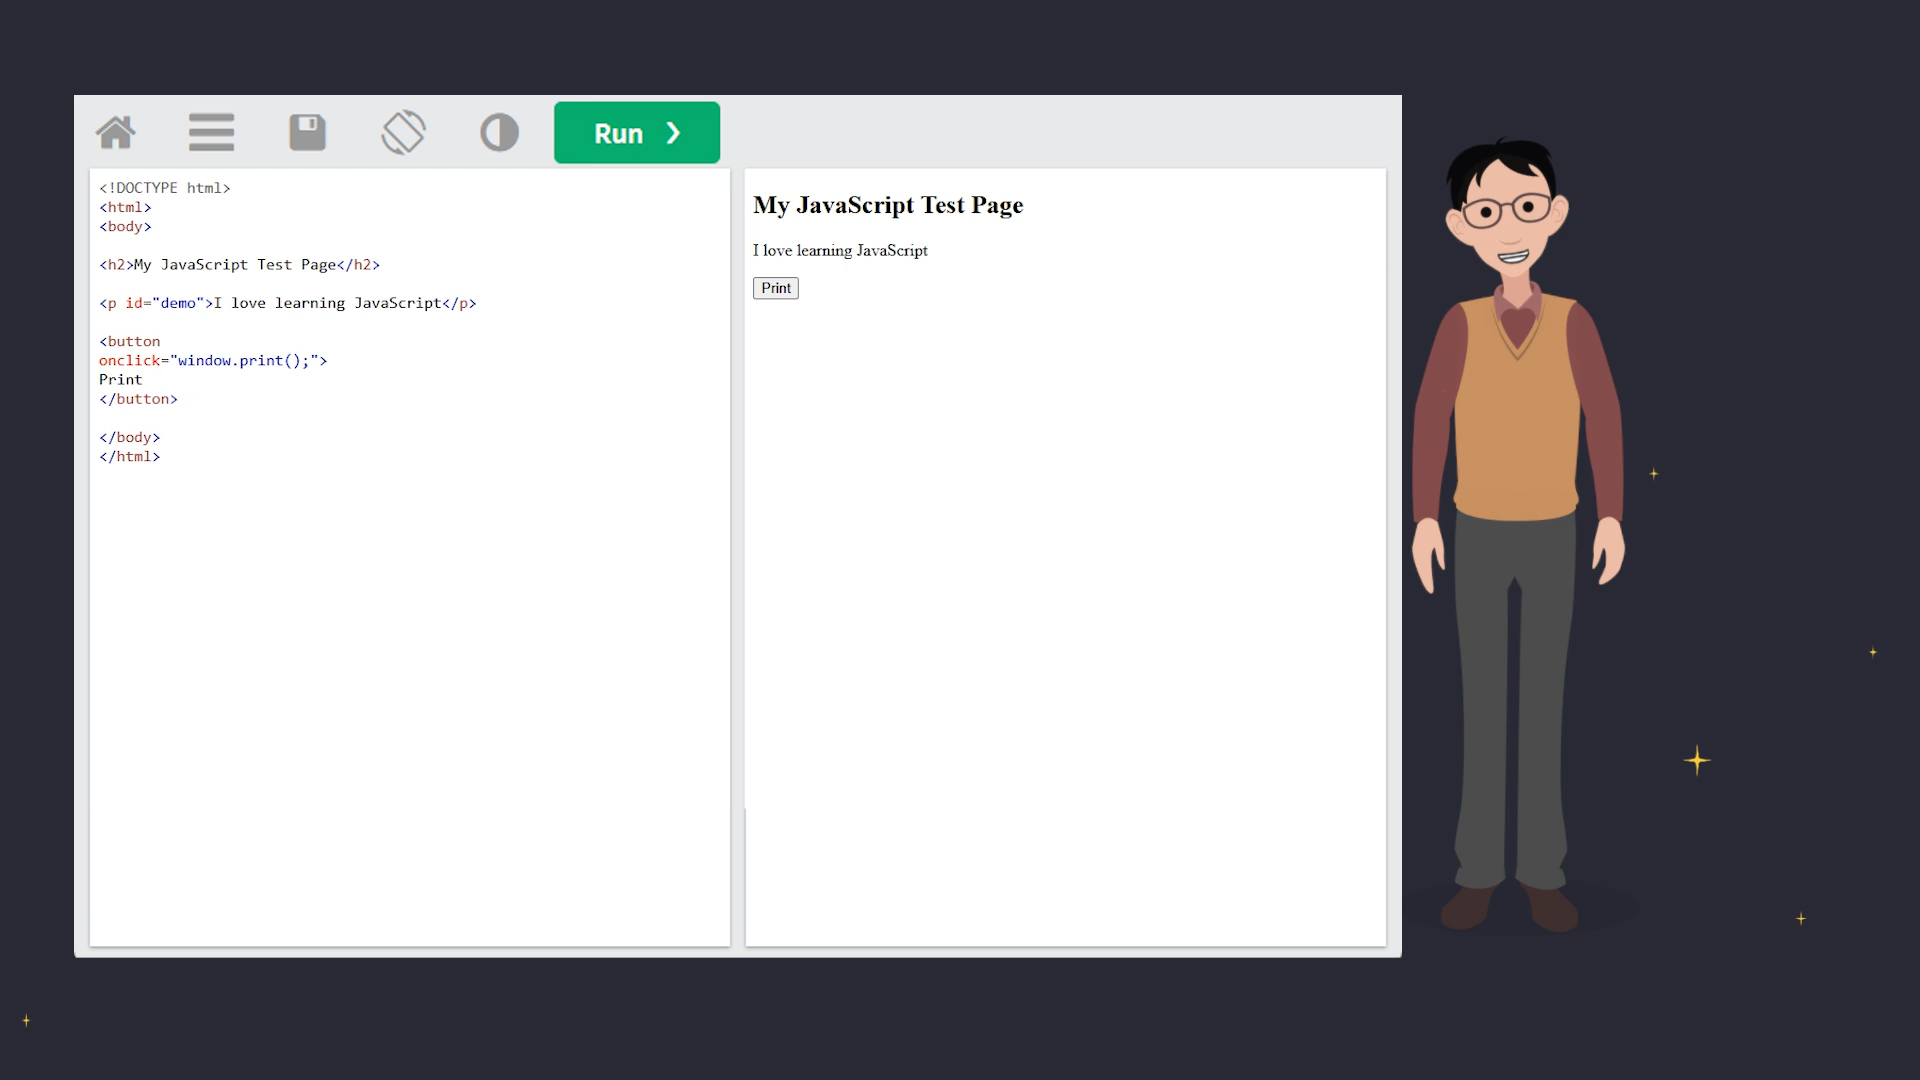 Run
<!DOCTYPE html>
<html>
<body>
<h2>My JavaScript Test Page</h2>
<p id="demo">I love learning JavaScript</p>
<button
onclick="window.print();">
Print
</button>
</body>
</html>
My JavaScript Test Page
I love learning JavaScript
Print